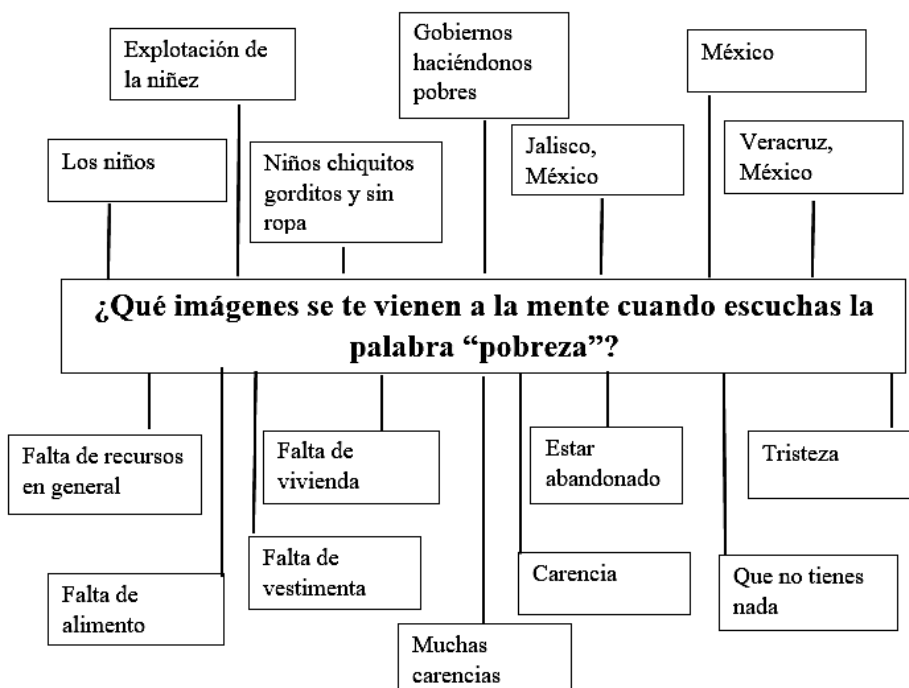 Explotación de
la niñez
Gobiernos
haciéndonos
pobres
México
Los niños
Niños chiquitos
gorditos y sin
ropa
Jalisco,
México
Veracruz,
México
¿Qué imágenes se te vienen a la mente cuando escuchas la
palabra “pobreza”?
Falta de recursos
en general
Falta de
vivienda
Estar
abandonado
Tristeza
Falta de
alimento
Falta de
vestimenta
Muchas
carencias
Carencia
Que no tienes
nada